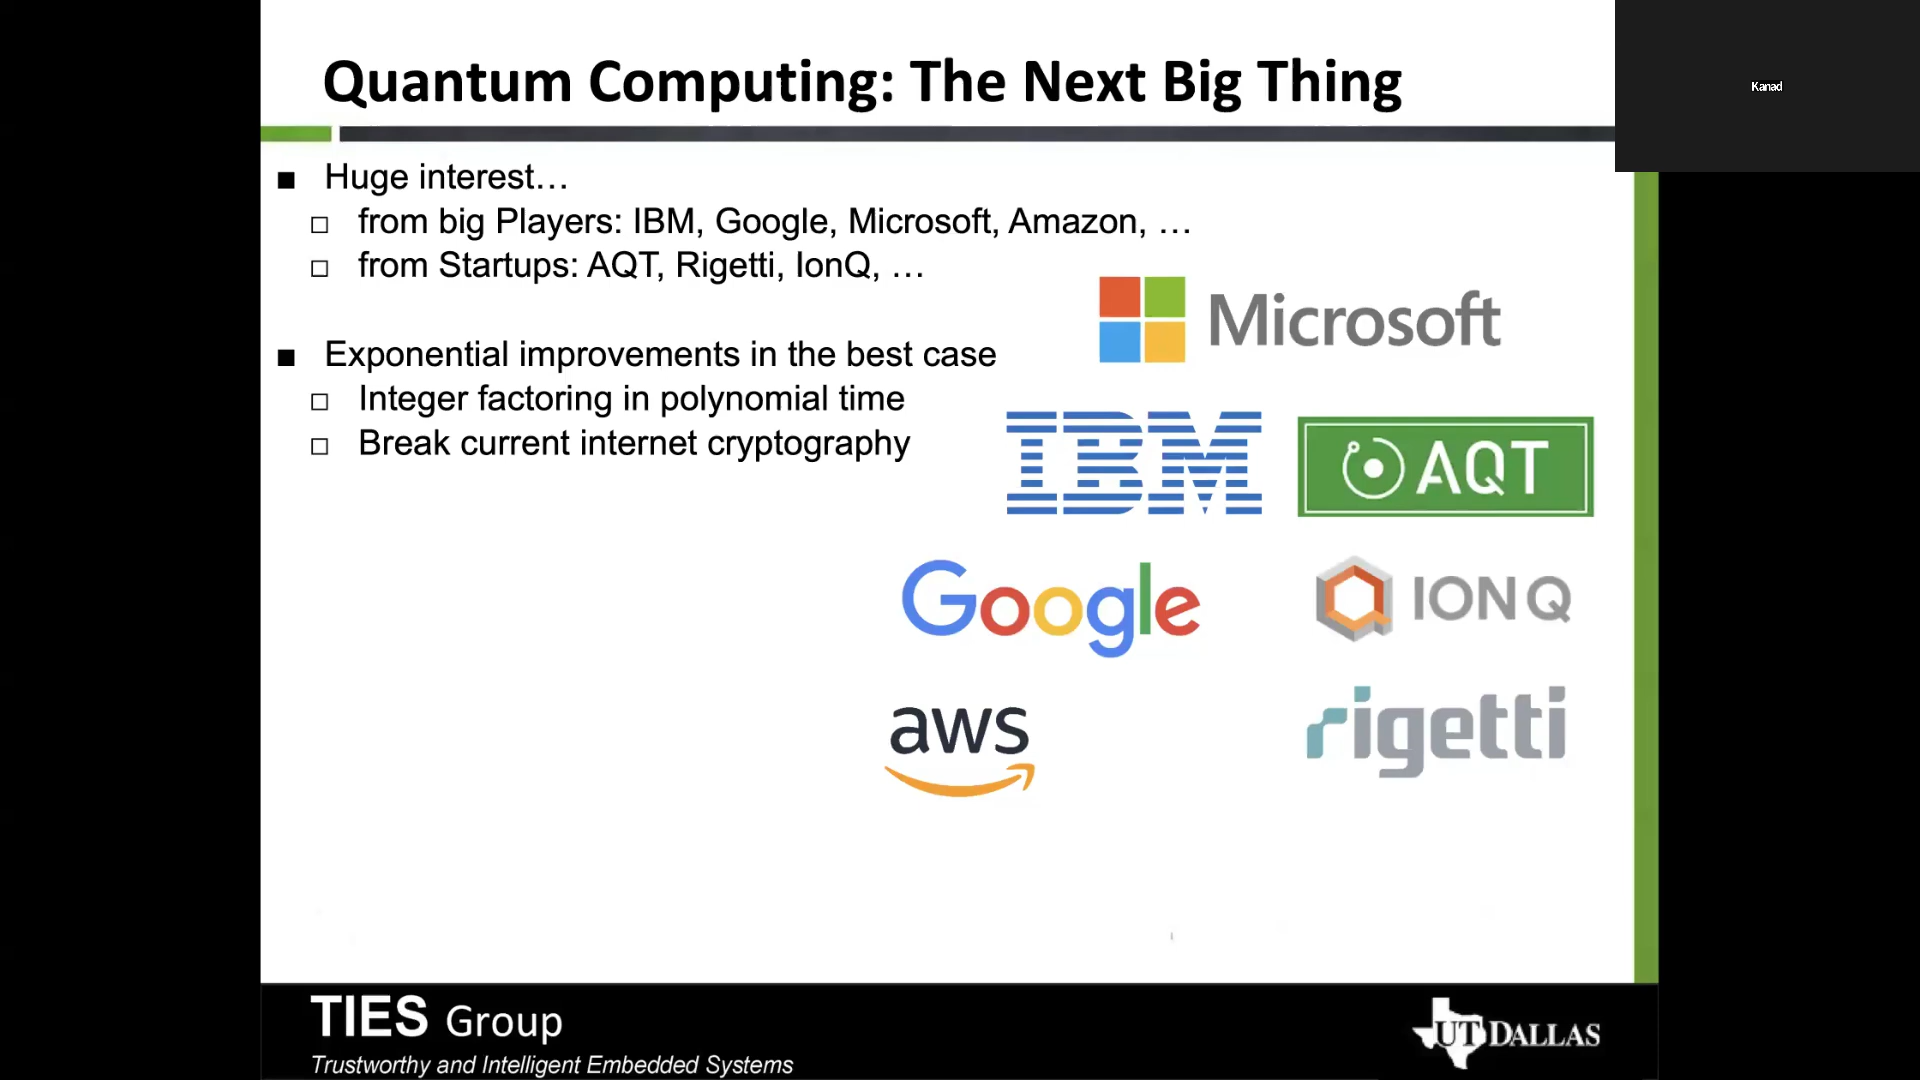 Quantum Computing: The Next Big Thing
Kanad
■ Huge interest…
□ from big Players: IBM, Google, Microsoft, Amazon, …
□ from Startups: AQT, Rigetti, IonQ, …
■ Exponential improvements in the best case
□ Integer factoring in polynomial time
□ Break current internet cryptography
Microsoft
IBM
AQT
Google
IONQ
aws
rigetti
TIES Group
Trustworthy and Intelligent Embedded Systems
UT DALLAS